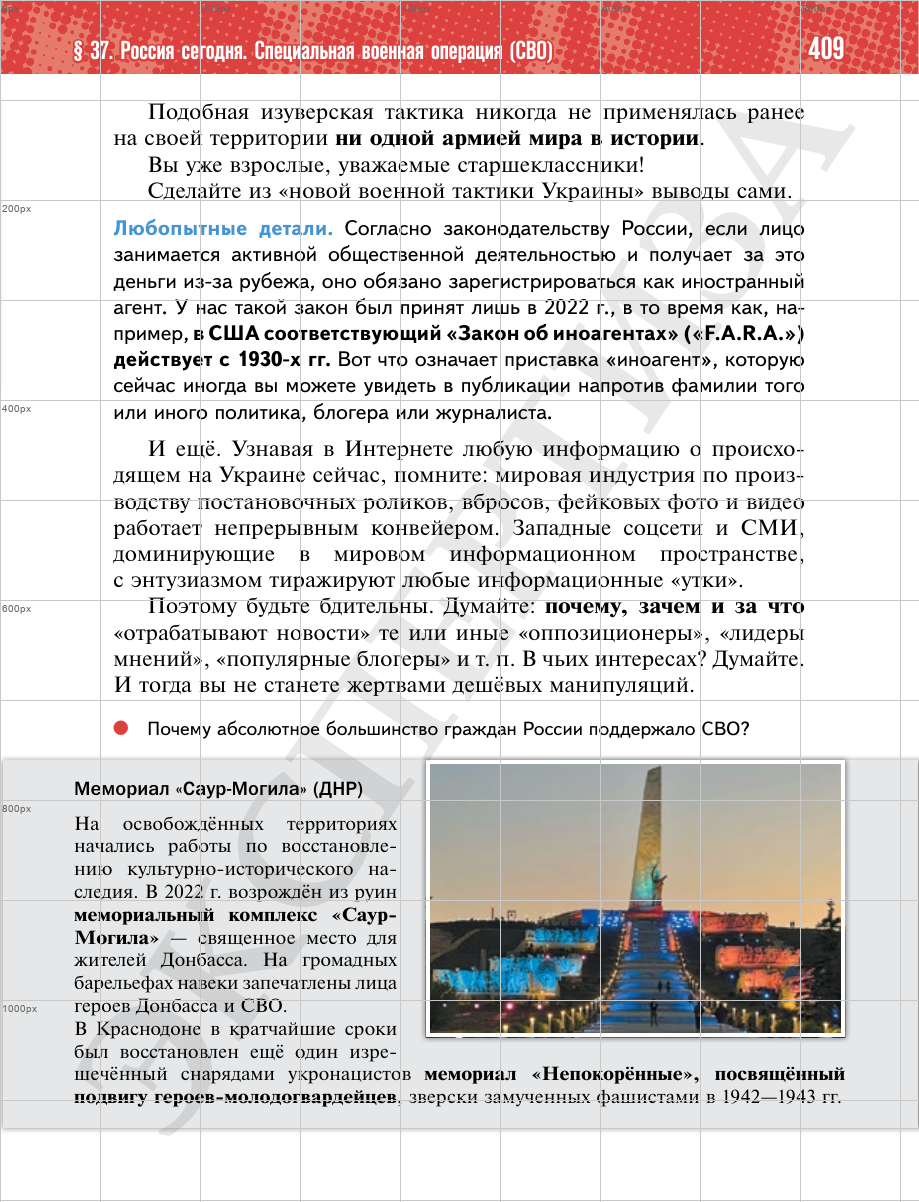 § 37. Россия сегодня. Специальная военная операция (СВО)
409
Подобная изуверская тактика никогда не применялась ранее
на своей территории ни одной армией мира в истории.
Вы уже взрослые, уважаемые старшеклассники!
Сделайте из «новой военной тактики Украины» выводы сами.
200px
Любопытные детали. Согласно законодательству России, если лицо
занимается активной общественной деятельностью и получает за это
деньги из-за рубежа, оно обязано зарегистрироваться как иностранный
агент. У нас такой закон был принят лишь в 2022 г., в то время как, на-
пример, в США соответствующий «Закон об иноагентах» («F.A.R.A.»)
действует с 1930-х гг. Вот что означает приставка «иноагент», которую
сейчас иногда вы можете увидеть в публикации напротив фамилии того
400px
или иного политика, блогера или журналиста.
И ещё. Узнавая в Интернете любую информацию о происхо-
дящем на Украине сейчас, помните: мировая индустрия по произ-
водству постановочных роликов, вбросов, фейковых фото и видео
работает непрерывным конвейером. Западные соцсети и СМИ,
доминирующие в мировом информационном пространстве,
с энтузиазмом тиражируют любые информационные «утки».
600px
Поэтому будьте бдительны. Думайте: почему, зачем и за что
«отрабатывают новости» те или иные «оппозиционеры», «лидеры
мнений», «популярные блогеры» и т. п. В чьих интересах? Думайте.
И тогда вы не станете жертвами дешёвых манипуляций.
Почему абсолютное большинство граждан России поддержало СВО?
Мемориал «Саур-Могила» (ДНР)
800px
На освобождённых территориях
начались работы по восстановле-
нию культурно-исторического на-
следия. В 2022 г. возрождён из руин
мемориальный комплекс «Саур-
Могила» — священное место для
жителей Донбасса. На громадных
барельефах навеки запечатлены лица
1000px
героев Донбасса и СВО.
В Краснодоне в кратчайшие сроки
был восстановлен ещё один изре-
шечённый снарядами укронацистов мемориал «Непокорённые», посвящённый
подвигу героев-молодогвардейцев, зверски замученных фашистами в 1942—1943 гг.
ЭКСПЕРТИЗА